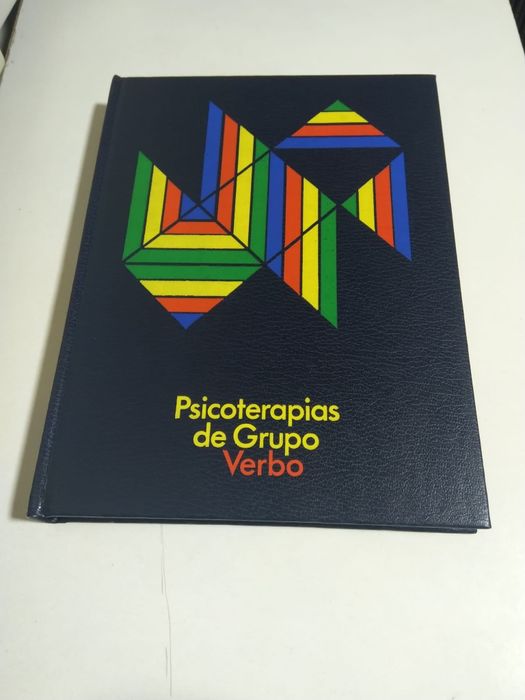 Psicoterapias
de Grupo
Verbo